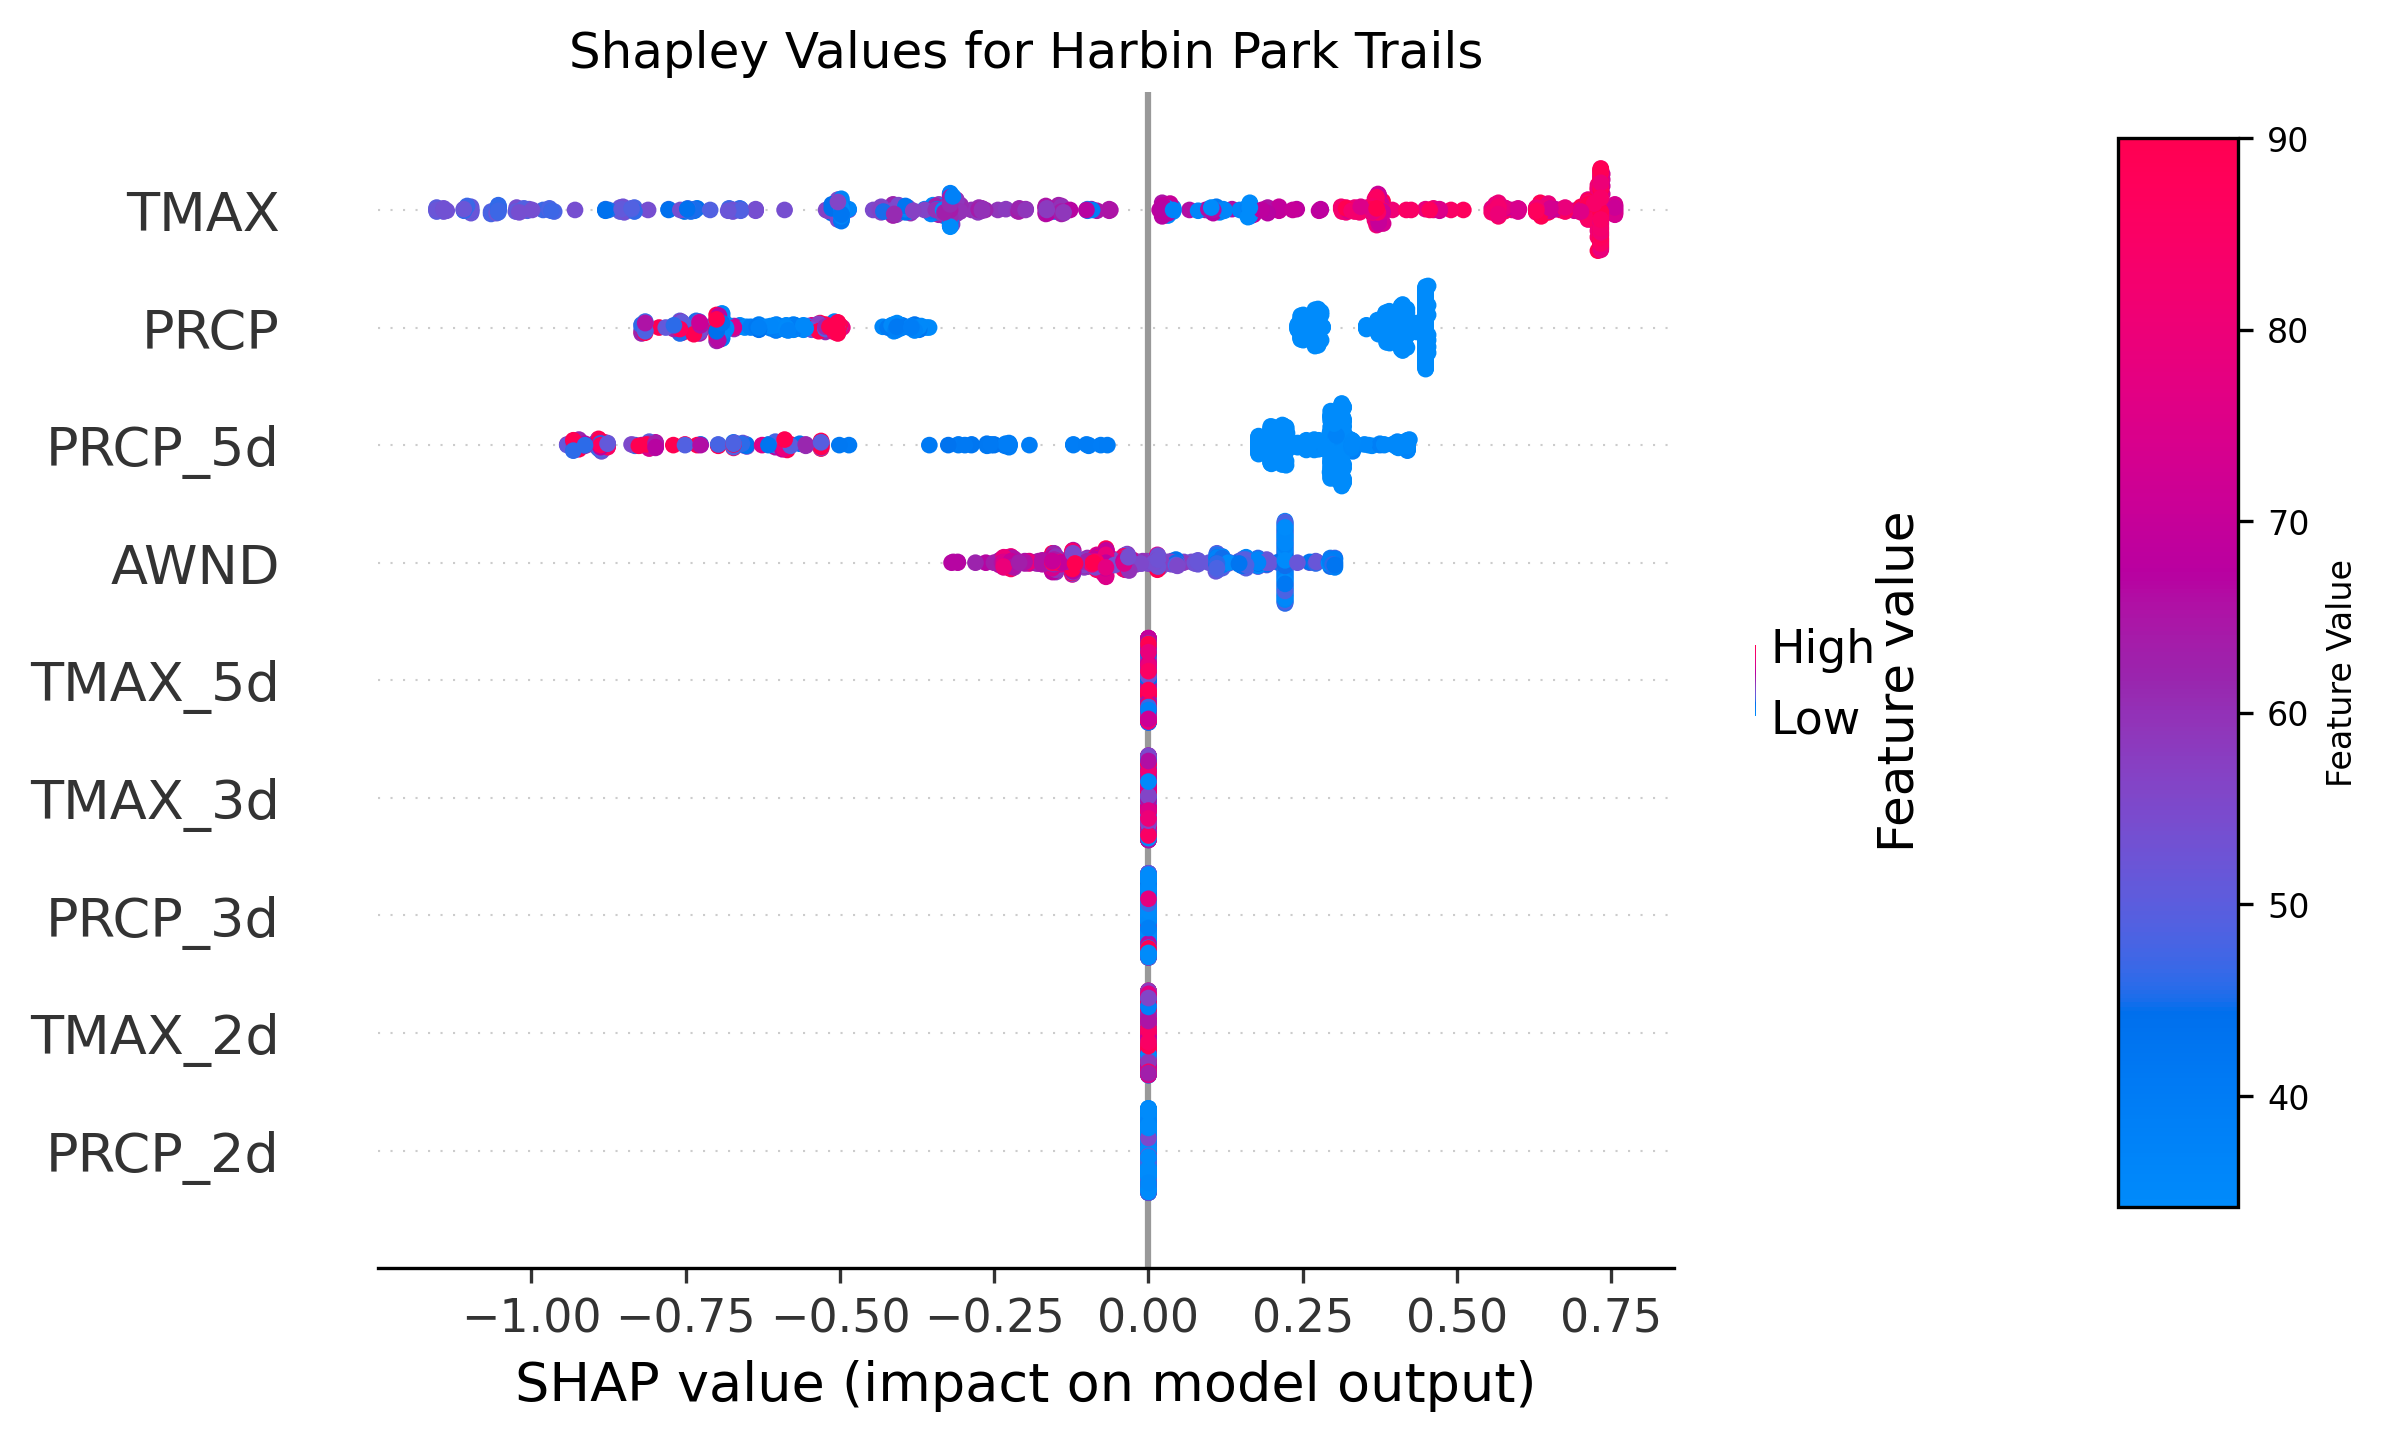 Shapley Values for Harbin Park Trails
TMAX
PRCP
PRCP_5d
AWND
TMAX_5d
TMAX_3d
PRCP_3d
TMAX_2d
PRCP_2d
−1.00 −0.75 −0.50 −0.25 0.00 0.25 0.50 0.75
SHAP value (impact on model output)
High
Low
Feature value
90
80
70
60
50
40
Feature Value